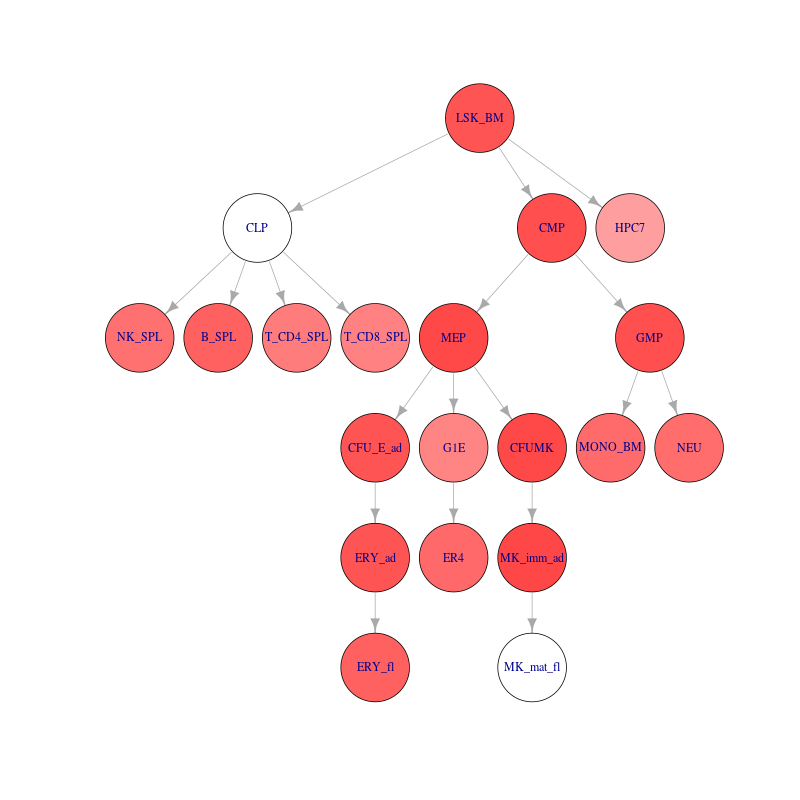 LSK_BM
CLP
CMP
HPC7
NK_SPL
B_SPL
T_CD4_SPL
T_CD8_SPL
MEP
GMP
CFU_E_ad
G1E
CFUMK
MONO_BM
NEU
ERY_ad
ER4
MK_imm_ad
ERY_fl
MK_mat_fl